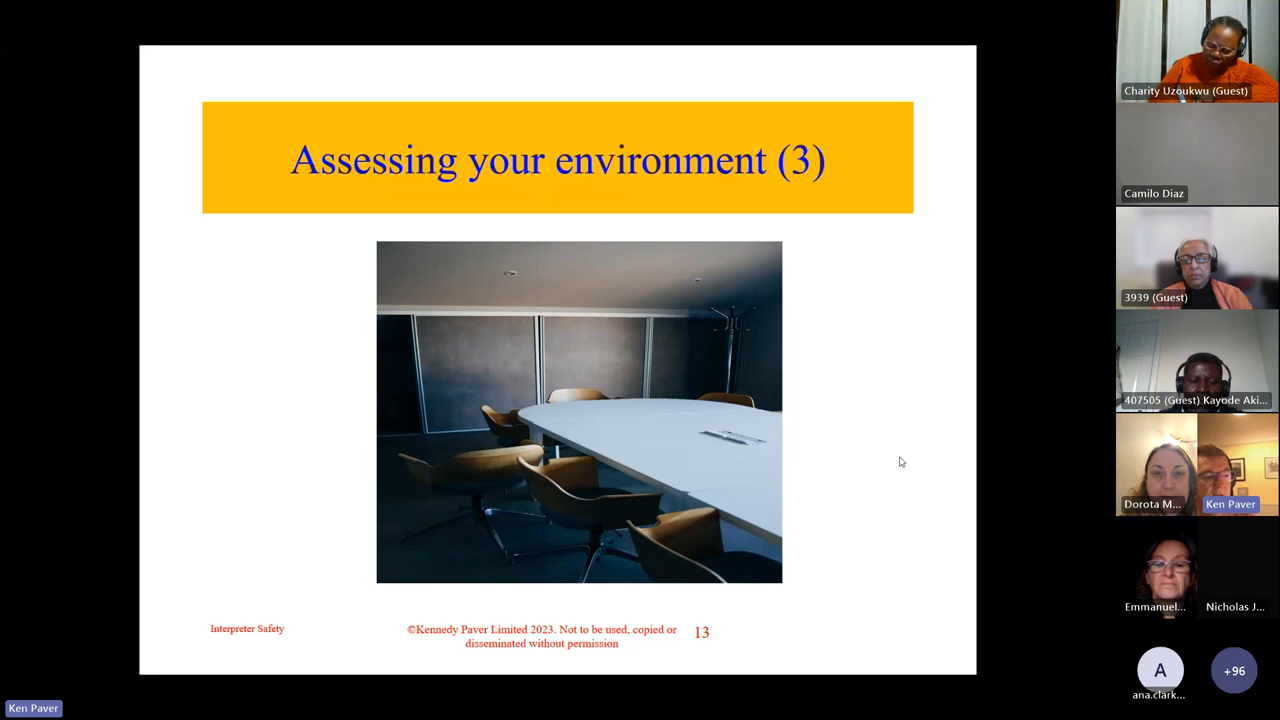 Assessing your environment (3)
Interpreter Safety
©Kennedy Paver Limited 2023. Not to be used, copied or
disseminated without permission
13
Ken Paver
Charity Uzoukwu (Guest)
Camilo Diaz
3939 (Guest)
407505 (Guest) Kayode Aki...
Dorota M...
Ken Paver
Emmanuel...
Nicholas J...
A
ana.clark...
+96